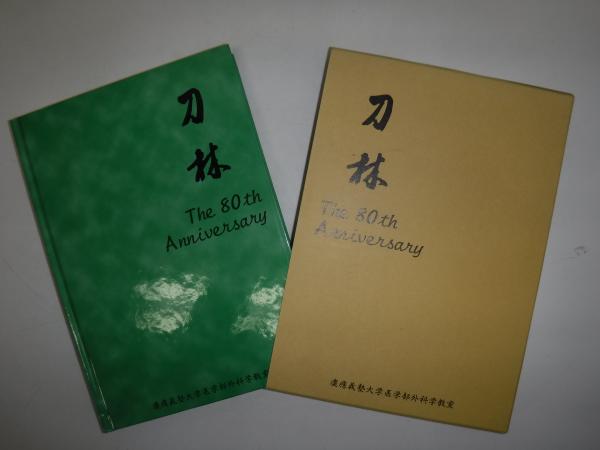 刀
林
The 80th
Anniversary
慶應義塾大学医学部外科学教室
刀
林
The 80th
Anniversary
慶應義塾大学医学部外科学教室